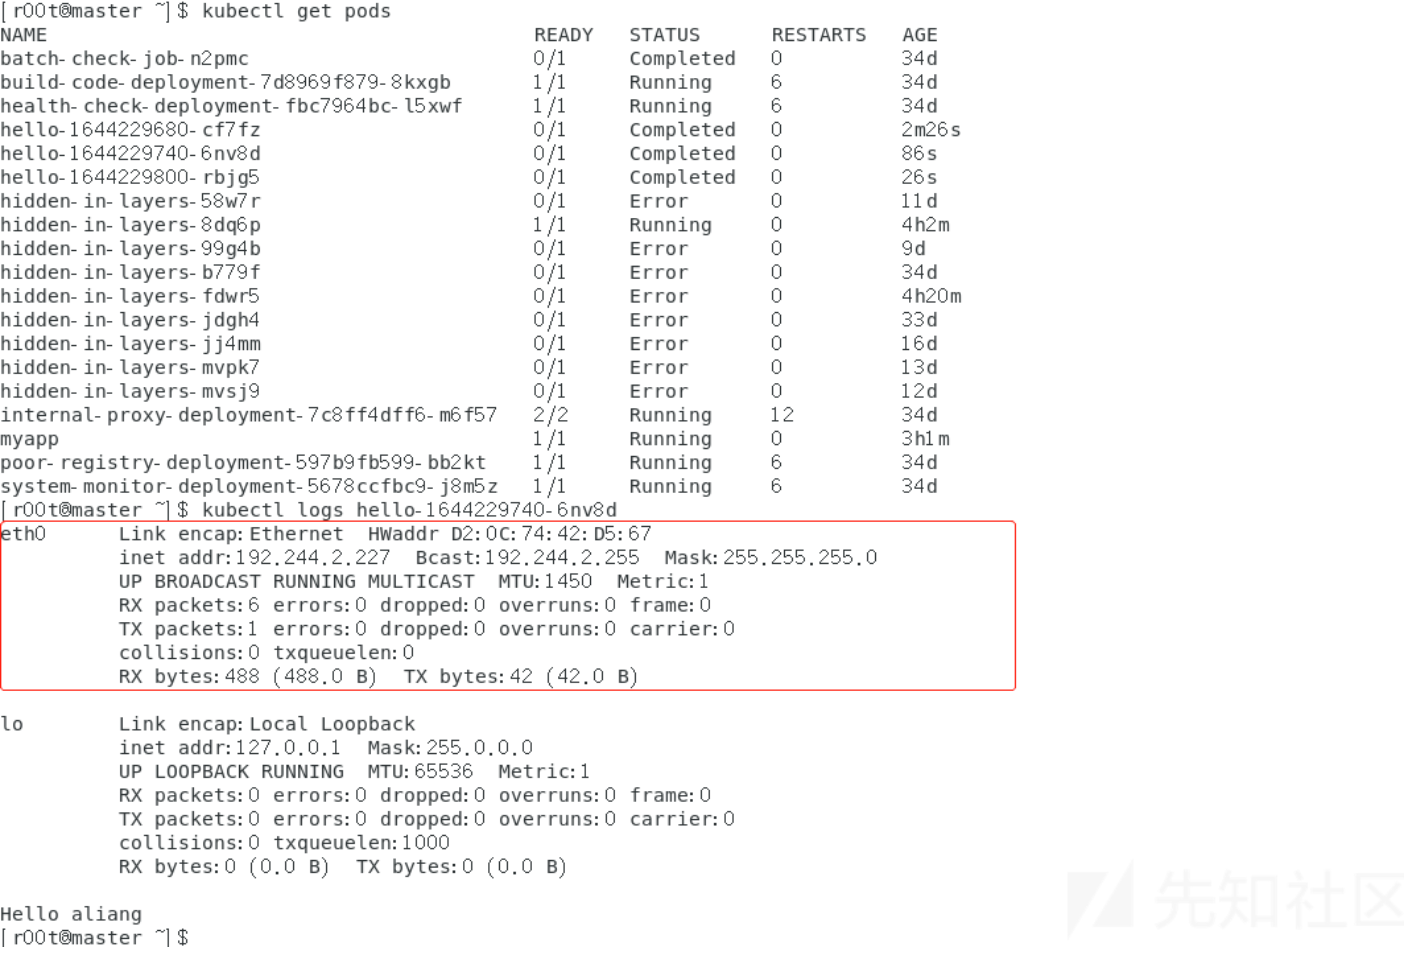 [r00t@master ~]$ kubectl get pods
NAME READY STATUS RESTARTS AGE
batch-check-job-n2pmc 0/1 Completed 0 34d
build-code-deployment-7d8969f879-8kxgb 1/1 Running 6 34d
health-check-deployment-fbc7964bc-l5xwf 1/1 Running 6 34d
hello-1644229680-cf7fz 0/1 Completed 0 2m26s
hello-1644229740-6nv8d 0/1 Completed 0 86s
hello-1644229800-rbjg5 0/1 Completed 0 26s
hidden-in-layers-58w7r 0/1 Error 0 11d
hidden-in-layers-8dq6p 1/1 Running 0 4h2m
hidden-in-layers-99g4b 0/1 Error 0 9d
hidden-in-layers-b779f 0/1 Error 0 34d
hidden-in-layers-fdwr5 0/1 Error 0 4h20m
hidden-in-layers-jdgh4 0/1 Error 0 33d
hidden-in-layers-jj4mm 0/1 Error 0 16d
hidden-in-layers-mvpk7 0/1 Error 0 13d
hidden-in-layers-mvsj9 0/1 Error 0 12d
internal-proxy-deployment-7c8ff4dff6-m6f57 2/2 Running 12 34d
myapp 1/1 Running 0 3h1m
poor-registry-deployment-597b9fb599-bb2kt 1/1 Running 6 34d
system-monitor-deployment-5678ccfbc9-j8m5z 1/1 Running 6 34d
[r00t@master ~]$ kubectl logs hello-1644229740-6nv8d
eth0 Link encap:Ethernet HWaddr D2:0C:74:42:D5:67
inet addr:192.244.2.227 Bcast:192.244.2.255 Mask:255.255.255.0
UP BROADCAST RUNNING MULTICAST MTU:1450 Metric:1
RX packets:6 errors:0 dropped:0 overruns:0 frame:0
TX packets:1 errors:0 dropped:0 overruns:0 carrier:0
collisions:0 txqueuelen:0
RX bytes:488 (488.0 B) TX bytes:42 (42.0 B)
lo Link encap:Local Loopback
inet addr:127.0.0.1 Mask:255.0.0.0
UP LOOPBACK RUNNING MTU:65536 Metric:1
RX packets:0 errors:0 dropped:0 overruns:0 frame:0
TX packets:0 errors:0 dropped:0 overruns:0 carrier:0
collisions:0 txqueuelen:1000
RX bytes:0 (0.0 B) TX bytes:0 (0.0 B)
Hello aliang
[r00t@master ~]$
先知社区